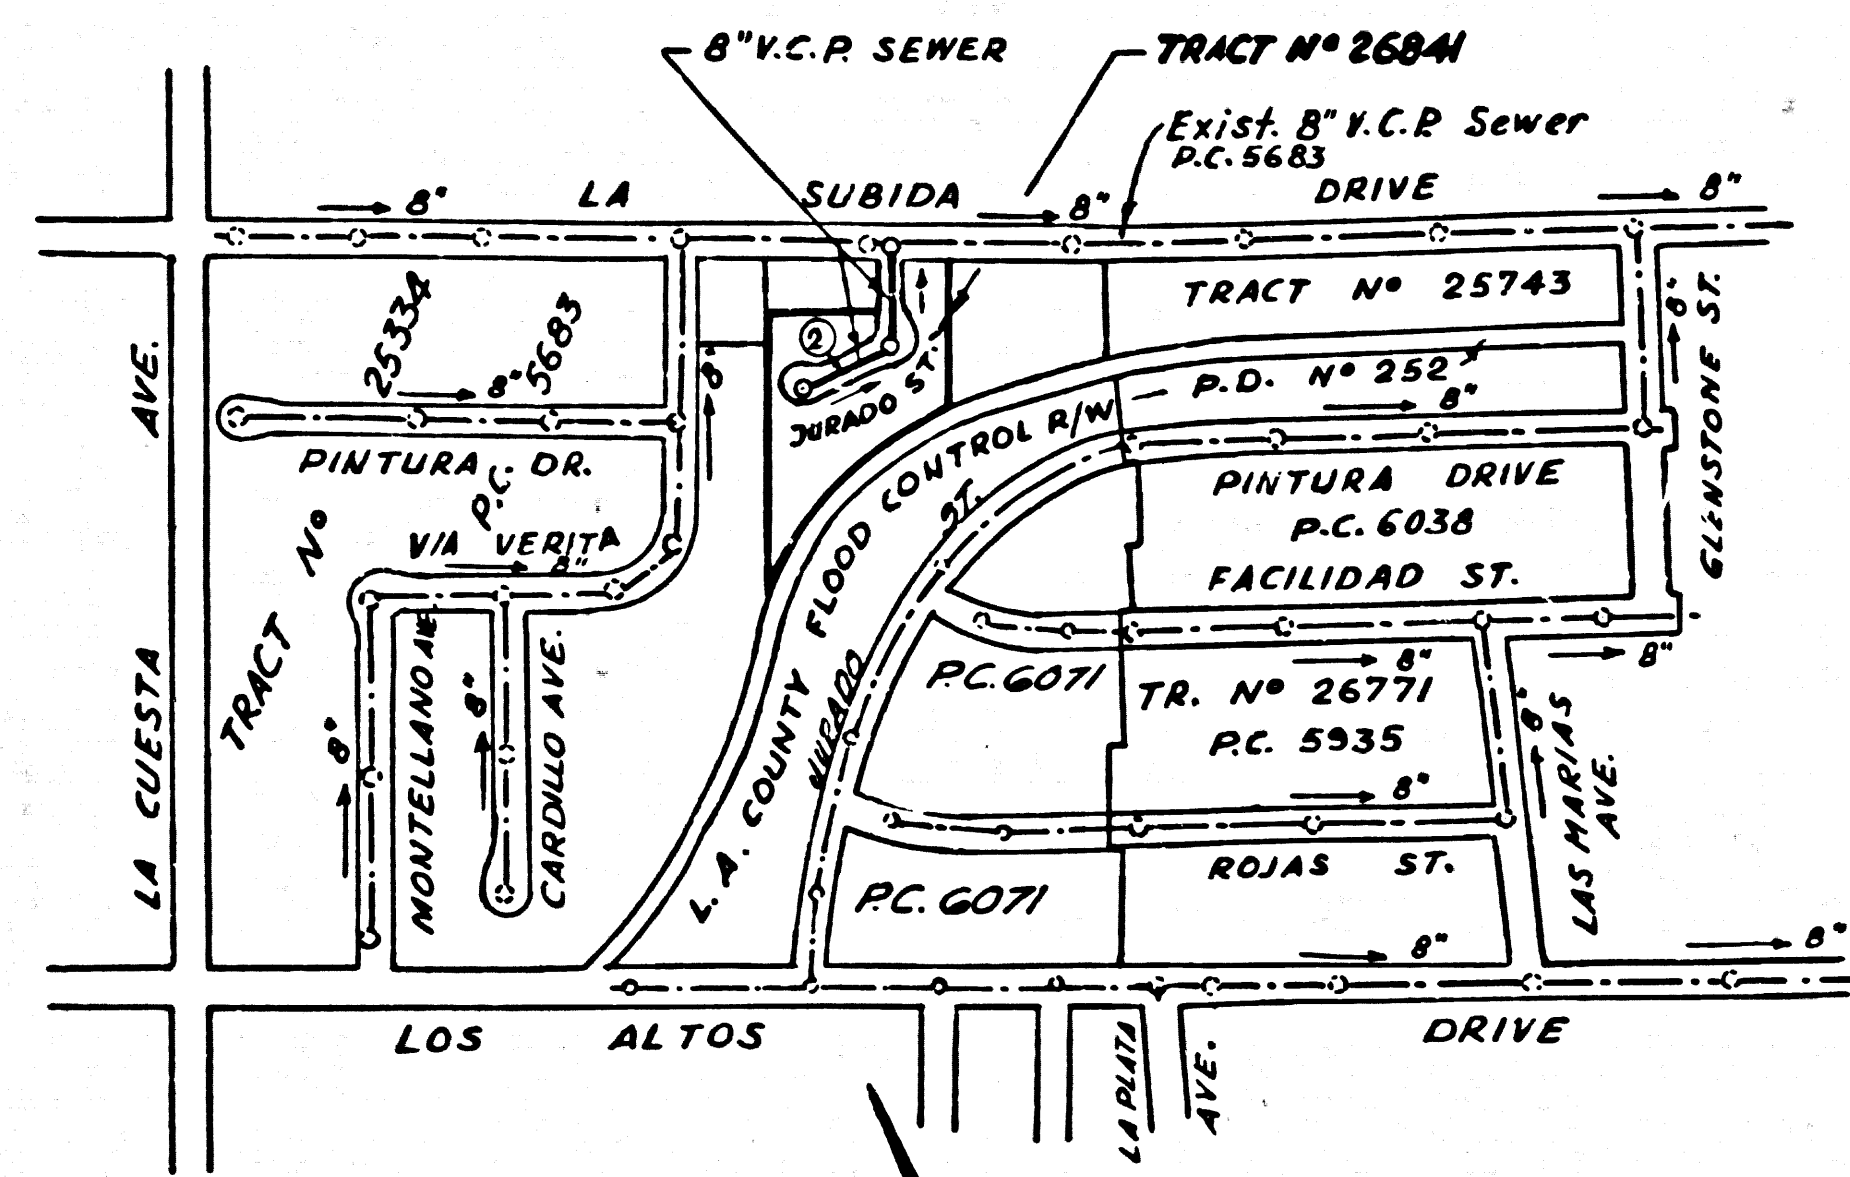 8" V.C.P. SEWER
TRACT Nº 26841
Exist. 8" V.C.P. Sewer
P.C. 5683
8"
LA SUBIDA DRIVE
8"
8"
TRACT Nº 25334
P.C. 5683
8"
PINTURA DR.
8"
2
JURADO ST.
TRACT Nº 25743
P.D. Nº 252
8"
8"
GLENSTONE ST.
LA CUESTA AVE.
VIA VERITA
8"
L.A. COUNTY FLOOD CONTROL R/W
JURADO ST.
PINTURA DRIVE
P.C. 6038
FACILIDAD ST.
8"
8"
P.C. 6071
TR. Nº 26771
P.C. 5935
8"
MONTELLANO AVE.
8"
CARDILLO AVE.
8"
8"
LAS MARIAS AVE.
ROJAS ST.
P.C. 6071
8"
8"
LOS ALTOS DRIVE
LA PLATA AVE.